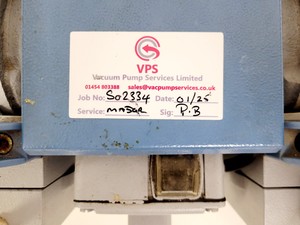 VPS
Vacuum Pump Services Limited
01454 803388 sales@vacpumpservices.co.uk
Job No: S02334 Date: 01/25
Service: Sig: P.B